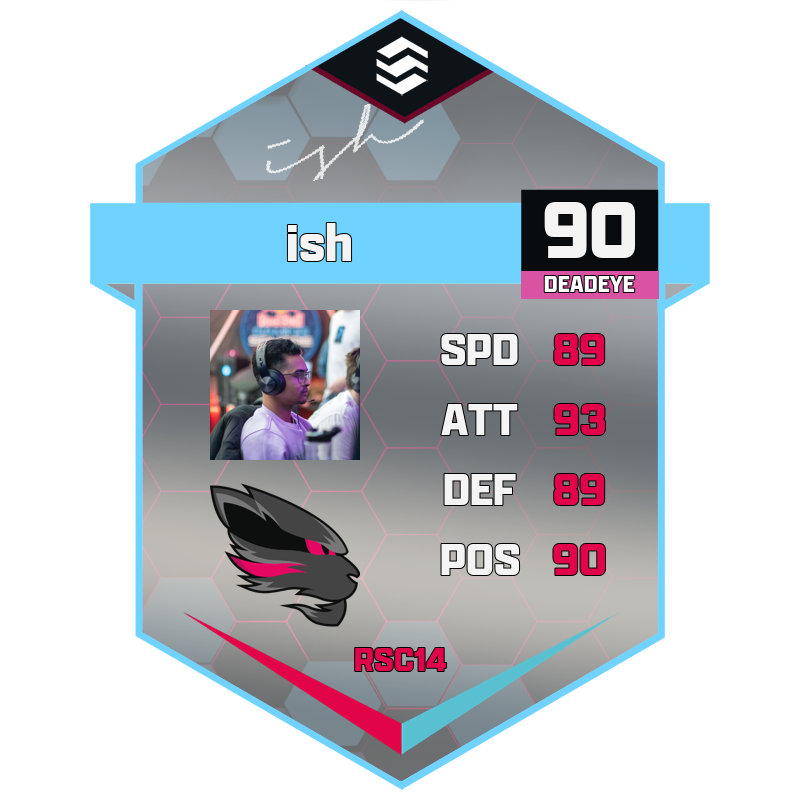 ish
ish
90
DEADEYE
SPD 89
ATT 93
DEF 89
POS 90
RSC14